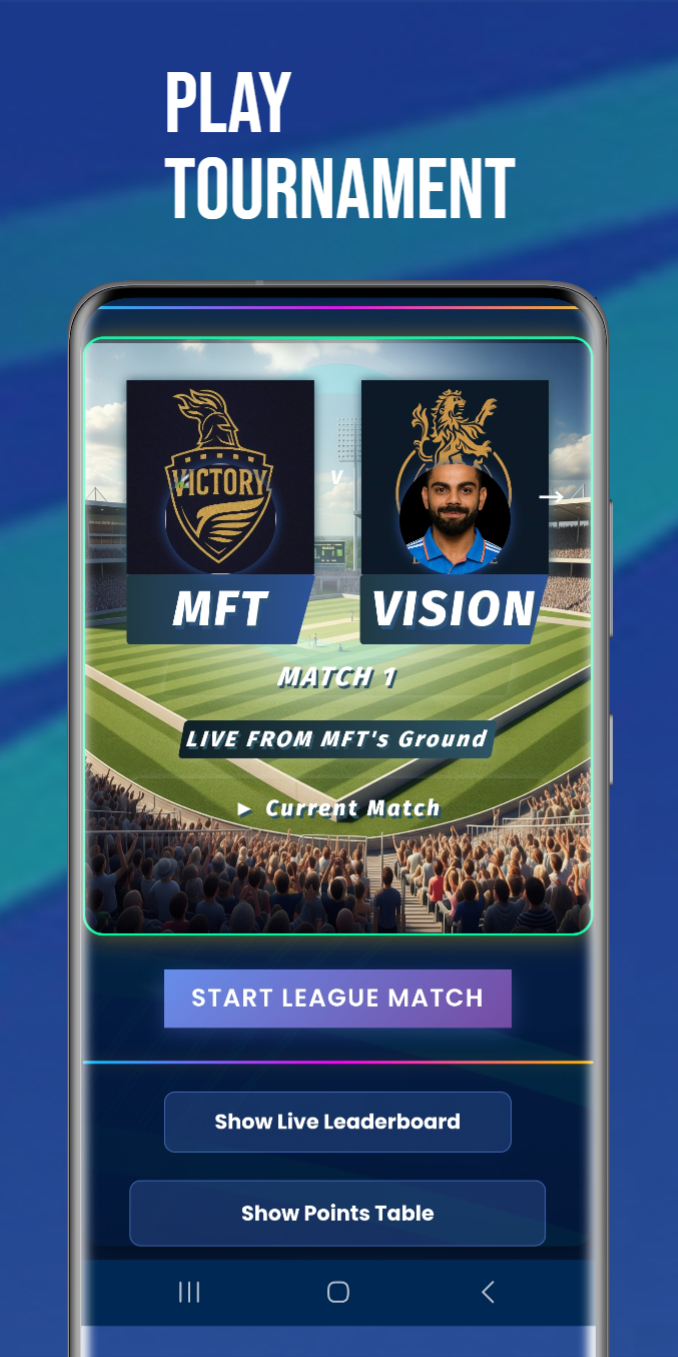 PLAY
TOURNAMENT
VICTORY
V
MFT
VISION
MATCH 1
LIVE FROM MFT's Ground
► Current Match
START LEAGUE MATCH
Show Live Leaderboard
Show Points Table